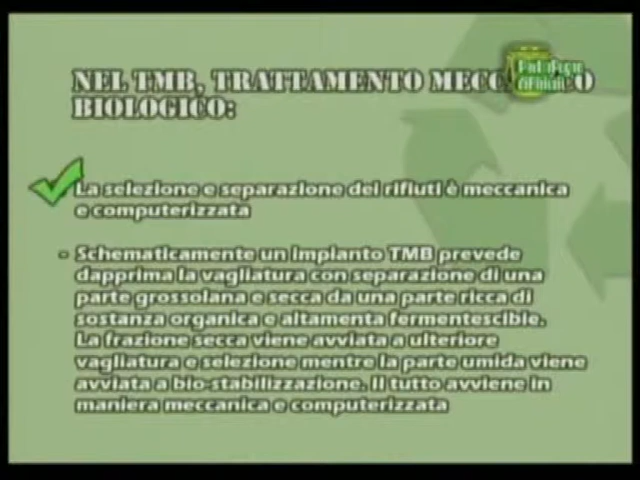 NEL TMB, TRATTAMENTO MECCANICO
BIOLOGICO:
La selezione e separazione dei rifiuti è meccanica
e computerizzata
- Schematicamente un impianto TMB prevede
dapprima la vagliatura con separazione di una
parte grossolana e secca da una parte ricca di
sostanza organica e altamenta fermentescibile.
La frazione secca viene avviata a ulteriore
vagliatura e selezione mentre la parte umida viene
avviata a bio-stabilizzazione. Il tutto avviene in
maniera meccanica e computerizzata